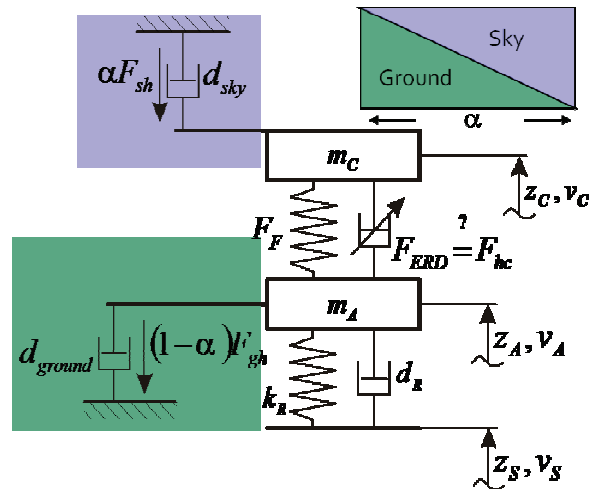 Sky
Ground
α
αF_sh
d_sky
m_C
z_C, v_C
F_F
?
F_ERD = F_hc
m_A
z_A, v_A
d_ground
(1-α)F_gh
k_R
d_R
z_S, v_S